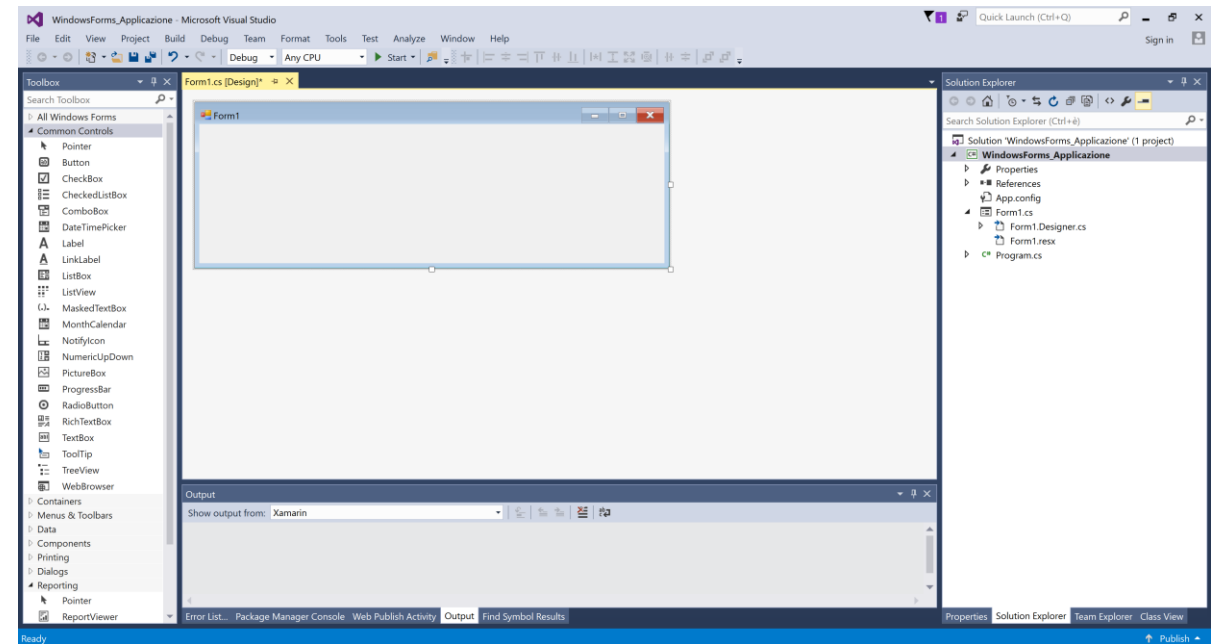 WindowsForms_Applicazione - Microsoft Visual Studio
1
Quick Launch (Ctrl+Q)
File Edit View Project Build Debug Team Format Tools Test Analyze Window Help
Sign in
Debug Any CPU Start
Toolbox
Search Toolbox
All Windows Forms
Common Controls
Pointer
Button
CheckBox
CheckedListBox
ComboBox
DateTimePicker
Label
LinkLabel
ListBox
ListView
MaskedTextBox
MonthCalendar
NotifyIcon
NumericUpDown
PictureBox
ProgressBar
RadioButton
RichTextBox
TextBox
ToolTip
TreeView
WebBrowser
Containers
Menus & Toolbars
Data
Components
Printing
Dialogs
Reporting
Pointer
ReportViewer
Form1.cs [Design]*
Form1
Output
Show output from: Xamarin
Error List... Package Manager Console Web Publish Activity Output Find Symbol Results
Solution Explorer
Search Solution Explorer (Ctrl+è)
Solution 'WindowsForms_Applicazione' (1 project)
WindowsForms_Applicazione
Properties
References
App.config
Form1.cs
Form1.Designer.cs
Form1.resx
Program.cs
Properties Solution Explorer Team Explorer Class View
Ready
Publish